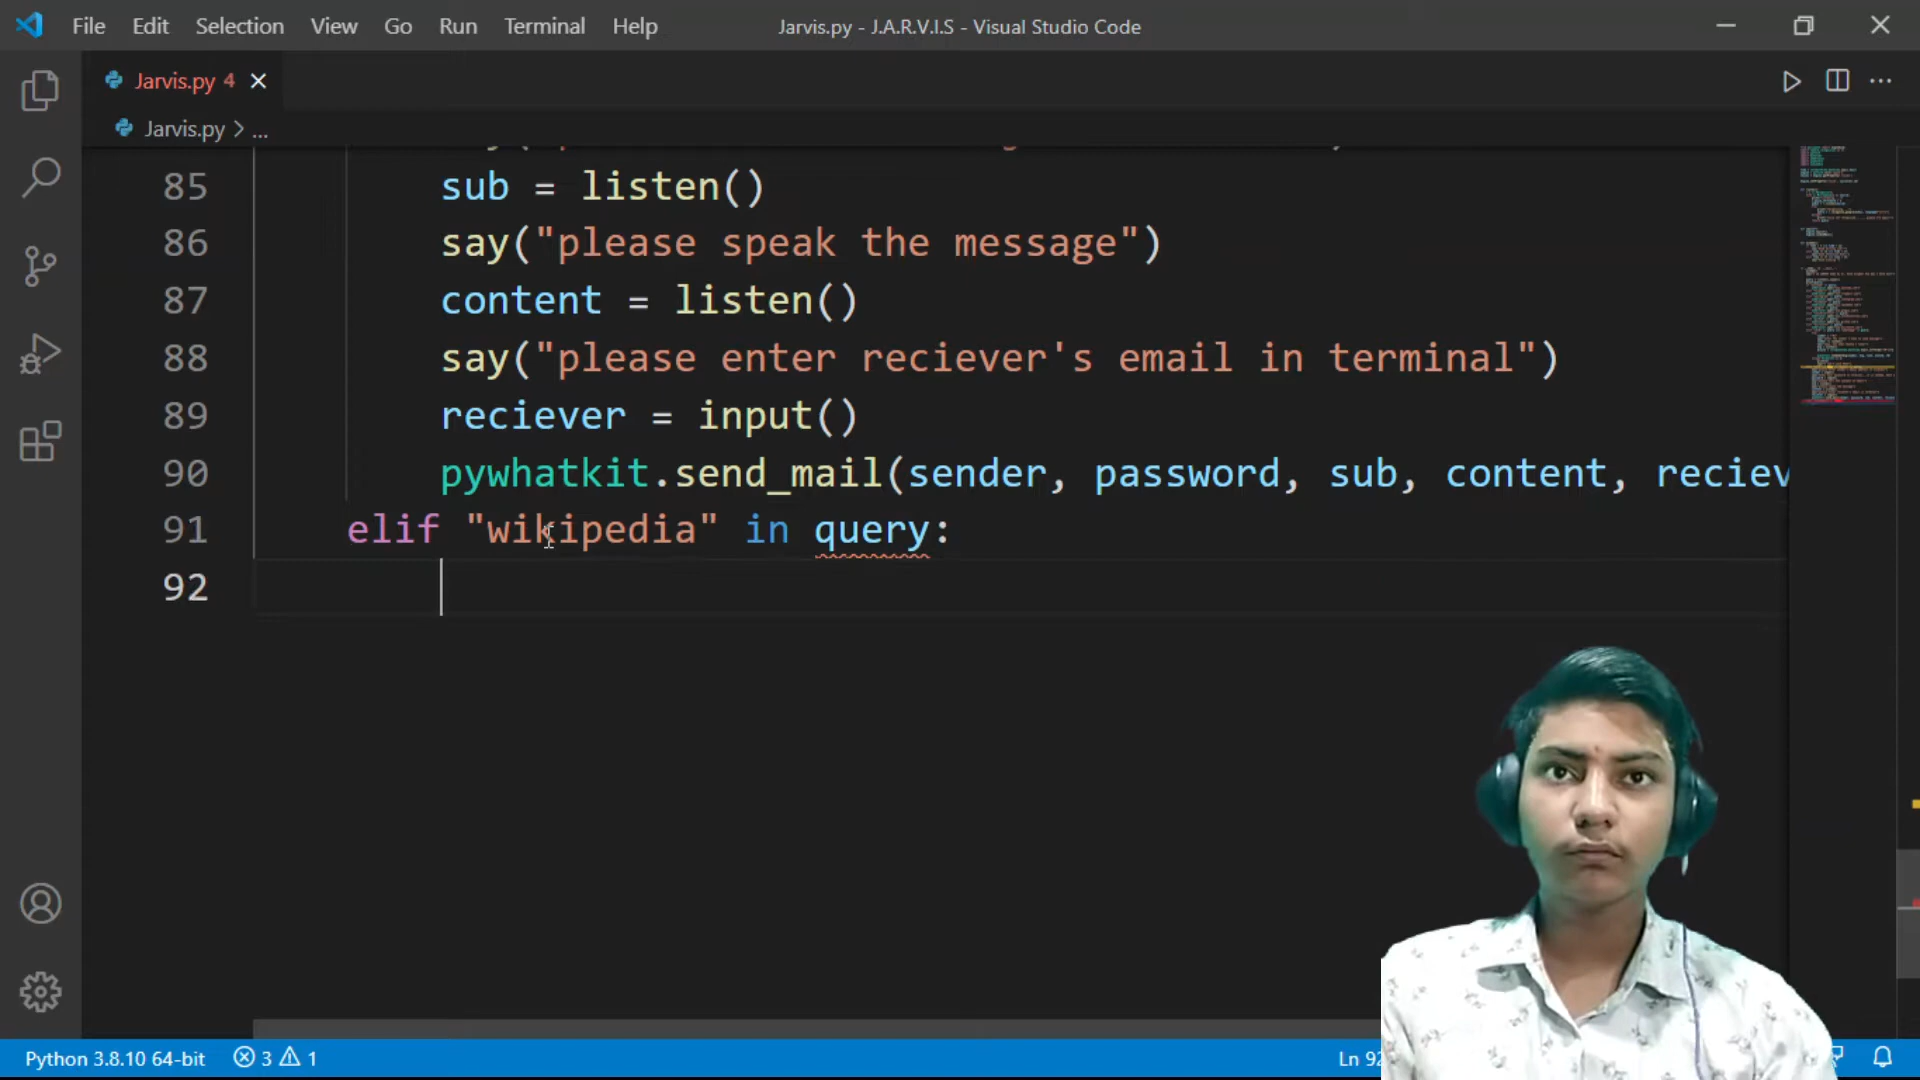 File Edit Selection View Go Run Terminal Help
Jarvis.py - J.A.R.V.I.S - Visual Studio Code
Jarvis.py 4
Jarvis.py > ...
85 sub = listen()
86 say("please speak the message")
87 content = listen()
88 say("please enter reciever's email in terminal")
89 reciever = input()
90 pywhatkit.send_mail(sender, password, sub, content, reciev
91 elif "wikipedia" in query:
92
Python 3.8.10 64-bit 3 1
Ln 92